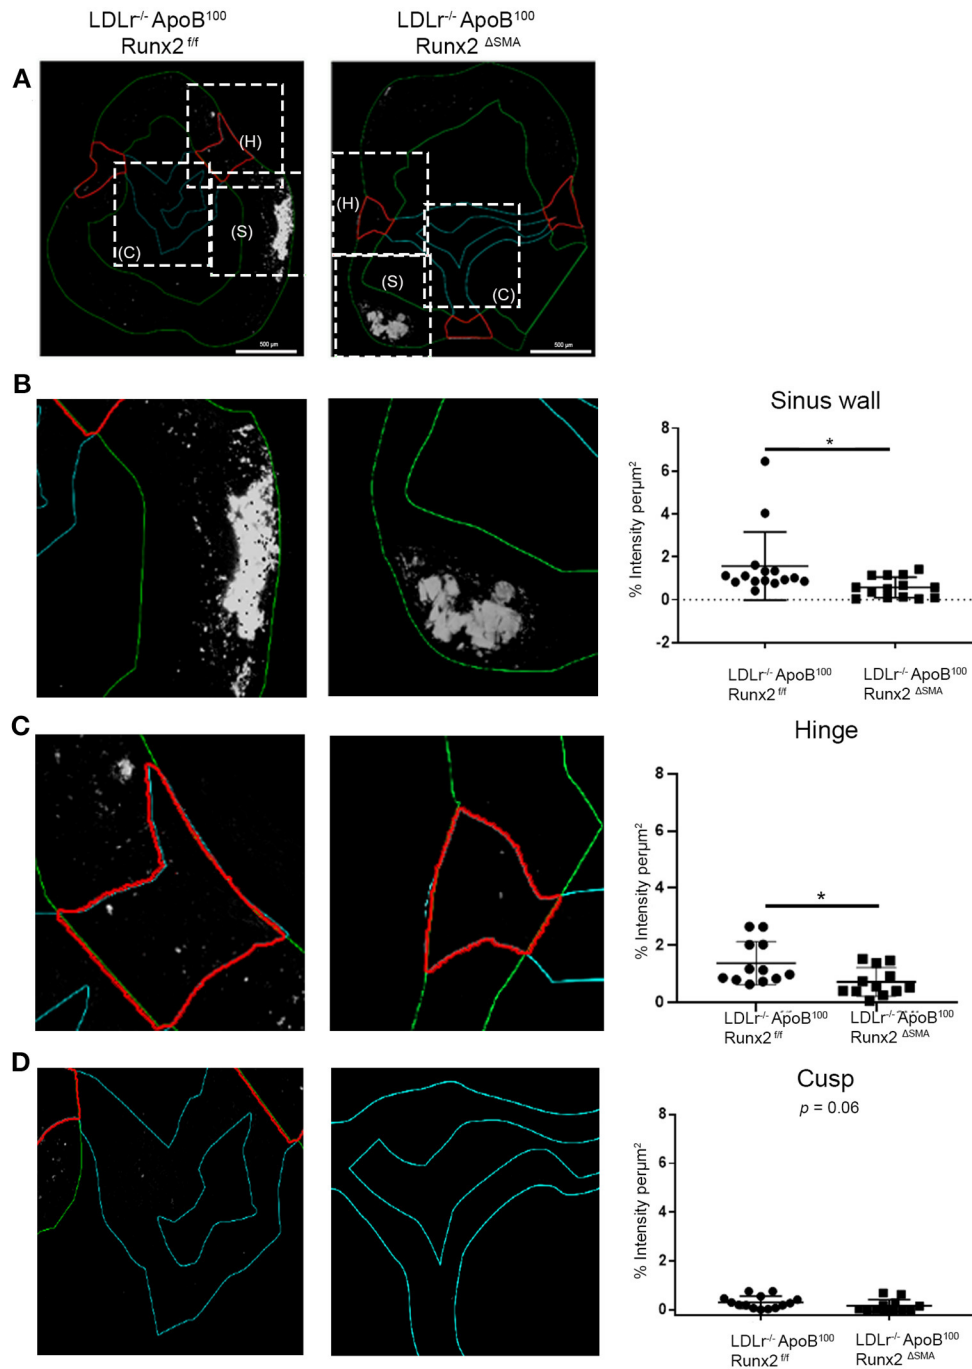 LDLr-/- ApoB100
Runx2 f/f
LDLr-/- ApoB100
Runx2 ΔSMA
A
(H)
(S)
(C)
500 µm
(H)
(S)
(C)
500 µm
B
Sinus wall
% Intensity perµm2
8
6
4
2
0
-2
*
LDLr-/- ApoB100
Runx2 f/f
LDLr-/- ApoB100
Runx2 ΔSMA
C
Hinge
% Intensity perµm2
8
6
4
2
0
*
LDLr-/- ApoB100
Runx2 f/f
LDLr-/- ApoB100
Runx2 ΔSMA
D
Cusp
p = 0.06
% Intensity perµm2
8
6
4
2
0
LDLr-/- ApoB100
Runx2 f/f
LDLr-/- ApoB100
Runx2 ΔSMA